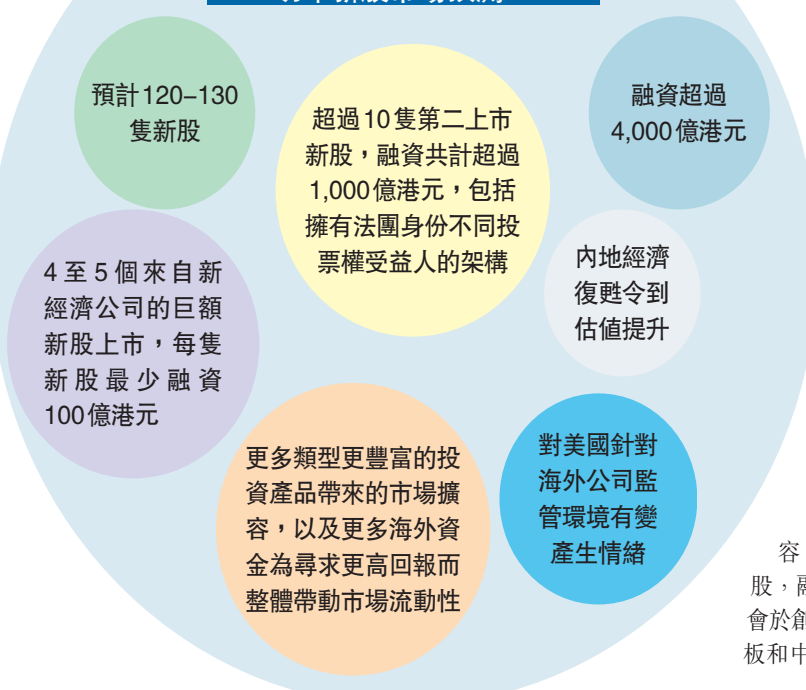 預計120–130
隻新股
超過10隻第二上市
新股，融資共計超過
1,000億港元，包括
擁有法團身份不同投
票權受益人的架構
融資超過
4,000億港元
4至5個來自新
經濟公司的巨額
新股上市，每隻
新股最少融資
100億港元
內地經濟
復甦令到
估值提升
更多類型更豐富的投
資產品帶來的市場擴
容，以及更多海外資
金為尋求更高回報而
整體帶動市場流動性
對美國針對
海外公司監
管環境有變
產生情緒
容
股，融
會於創
板和中